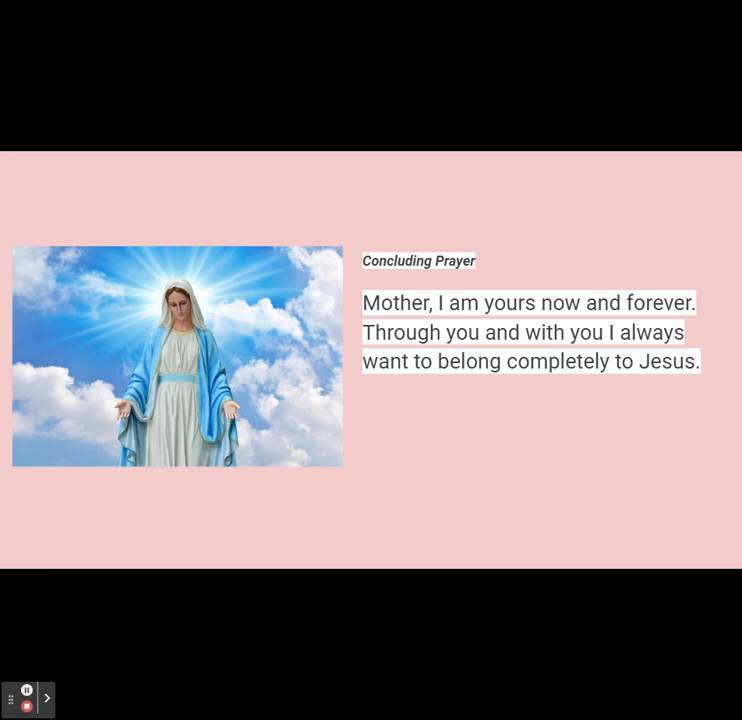 Concluding Prayer
Mother, I am yours now and forever.
Through you and with you I always
want to belong completely to Jesus.